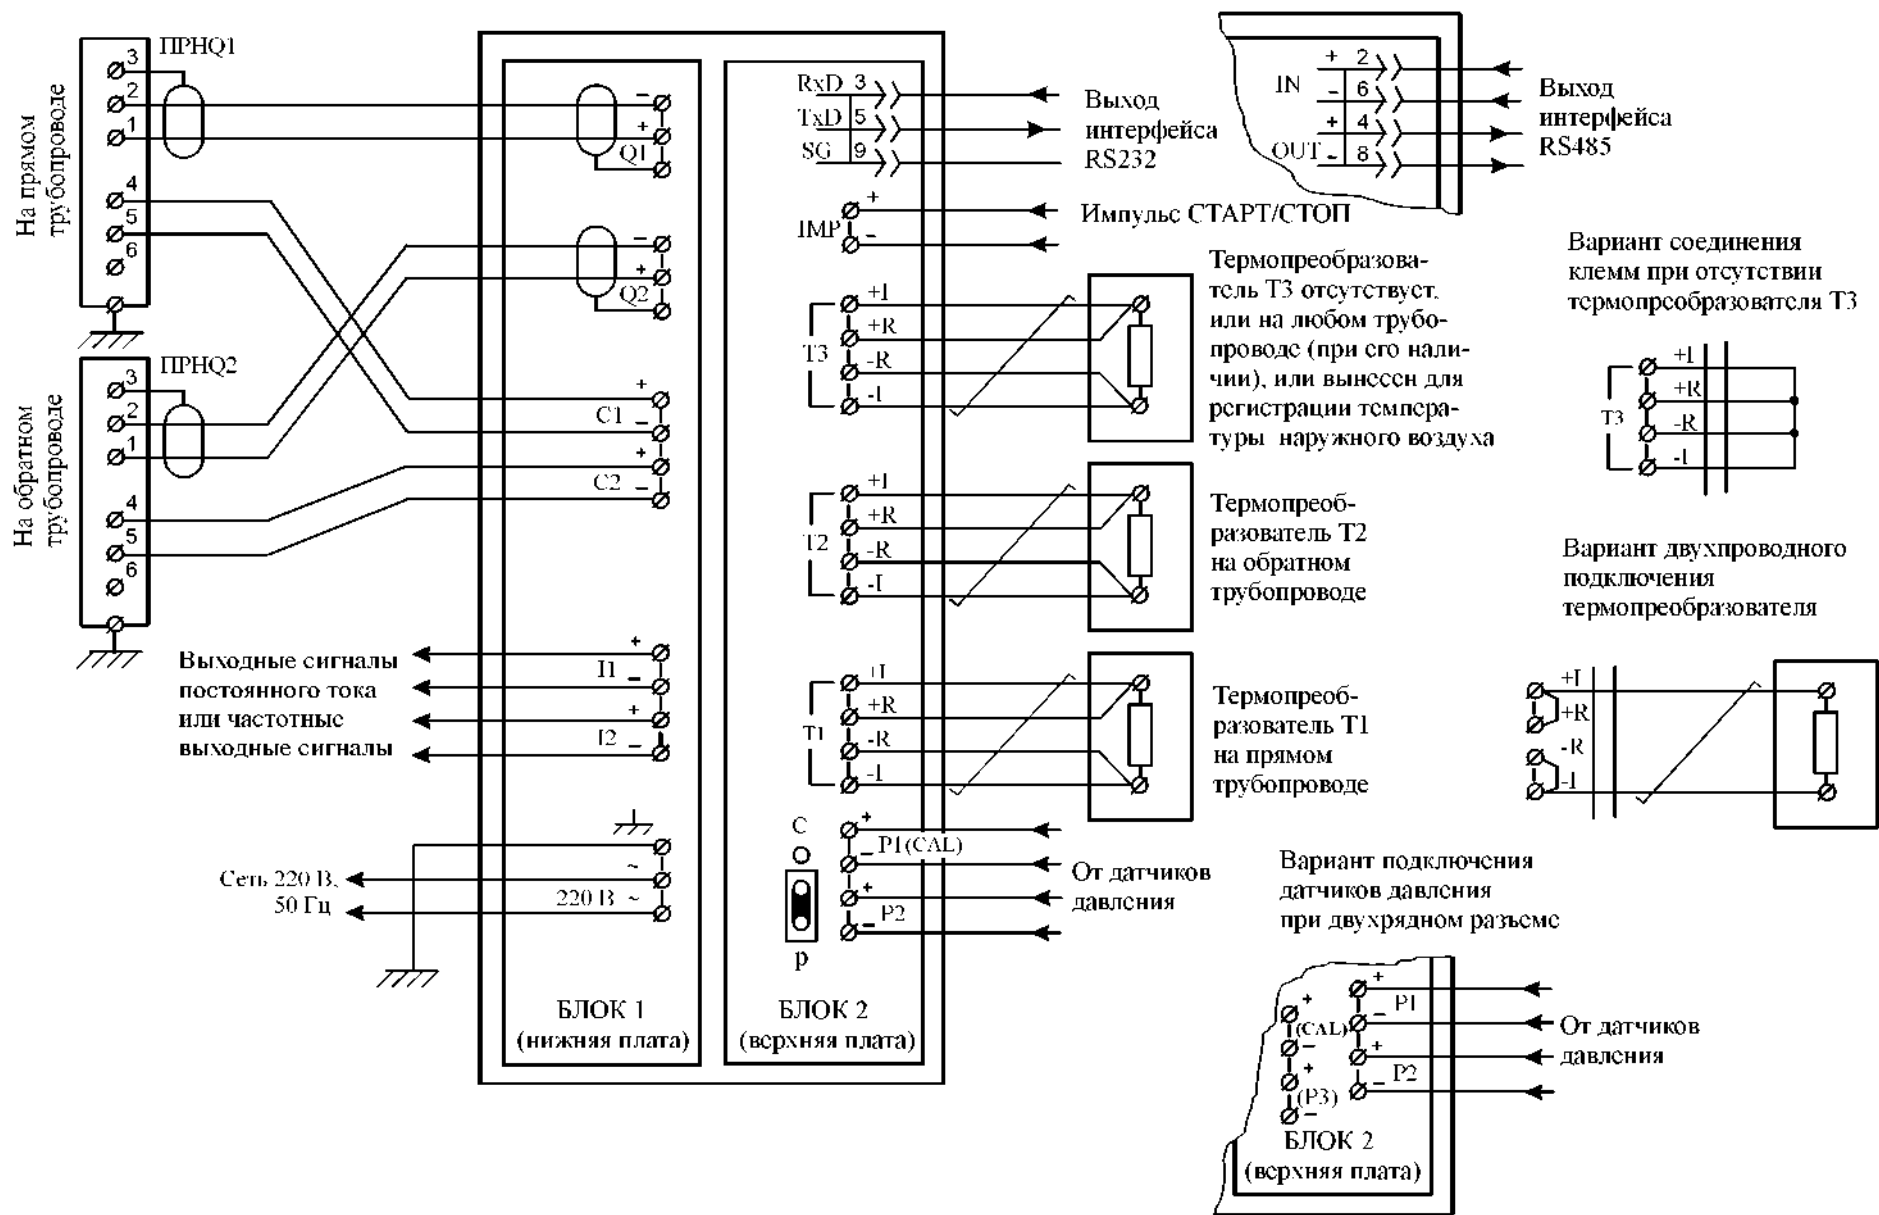 ПРНQ1
3
2
1
4
5
6
На прямом
трубопроводе
ПРНQ2
3
2
1
4
5
6
На обратном
трубопроводе
Выходные сигналы
постоянного тока
или частотные
выходные сигналы
Сеть 220 В,
50 Гц
–
+
Q1
–
+
Q2
+
C1
–
+
C2
–
+
I1
–
+
I2
–
~
220 В ~
БЛОК 1
(нижняя плата)
RxD 3
TxD 5
SG 9
Выход
интерфейса
RS232
+
IMP
–
Импульс СТАРТ/СТОП
+I
+R
T3
-R
-I
Термопреобразова-
тель Т3 отсутствует,
или на любом трубо-
проводе (при его нали-
чии), или вынесен для
регистрации темпера-
туры наружного воздуха
+I
+R
T2
-R
-I
Термопреоб-
разователь Т2
на обратном
трубопроводе
+I
+R
T1
-R
-I
Термопреоб-
разователь Т1
на прямом
трубопроводе
C
p
+
– P1(CAL)
+
– P2
От датчиков
давления
БЛОК 2
(верхняя плата)
+ 2
IN
– 6
+ 4
OUT – 8
Выход
интерфейса
RS485
Вариант соединения
клемм при отсутствии
термопреобразователя Т3
+I
+R
T3
-R
-I
Вариант двухпроводного
подключения
термопреобразователя
+I
+R
-R
-I
Вариант подключения
датчиков давления
при двухрядном разъеме
+
(CAL)
–
+
(P3)
–
+
P1
–
+
– P2
От датчиков
давления
БЛОК 2
(верхняя плата)